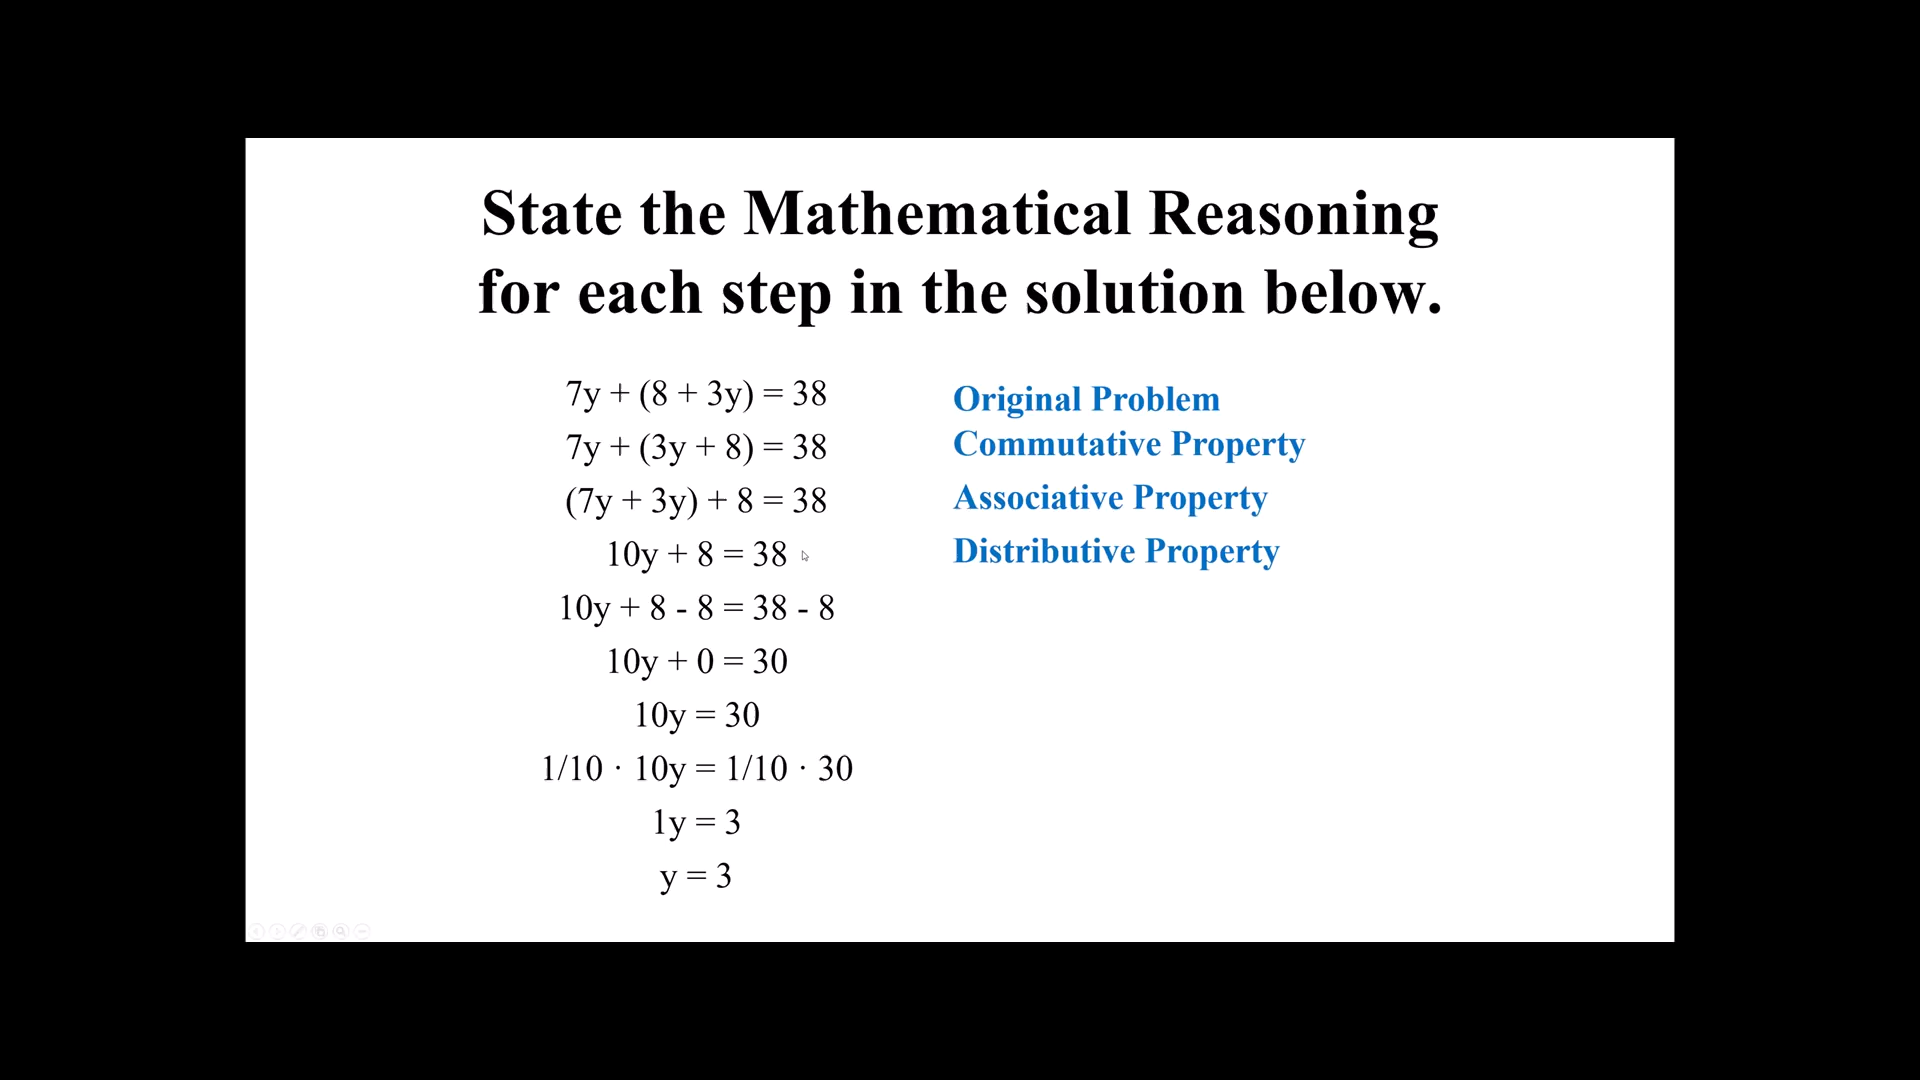 State the Mathematical Reasoning
for each step in the solution below.
7y + (8 + 3y) = 38
Original Problem
7y + (3y + 8) = 38
Commutative Property
(7y + 3y) + 8 = 38
Associative Property
10y + 8 = 38
Distributive Property
10y + 8 - 8 = 38 - 8
10y + 0 = 30
10y = 30
1/10 · 10y = 1/10 · 30
1y = 3
y = 3